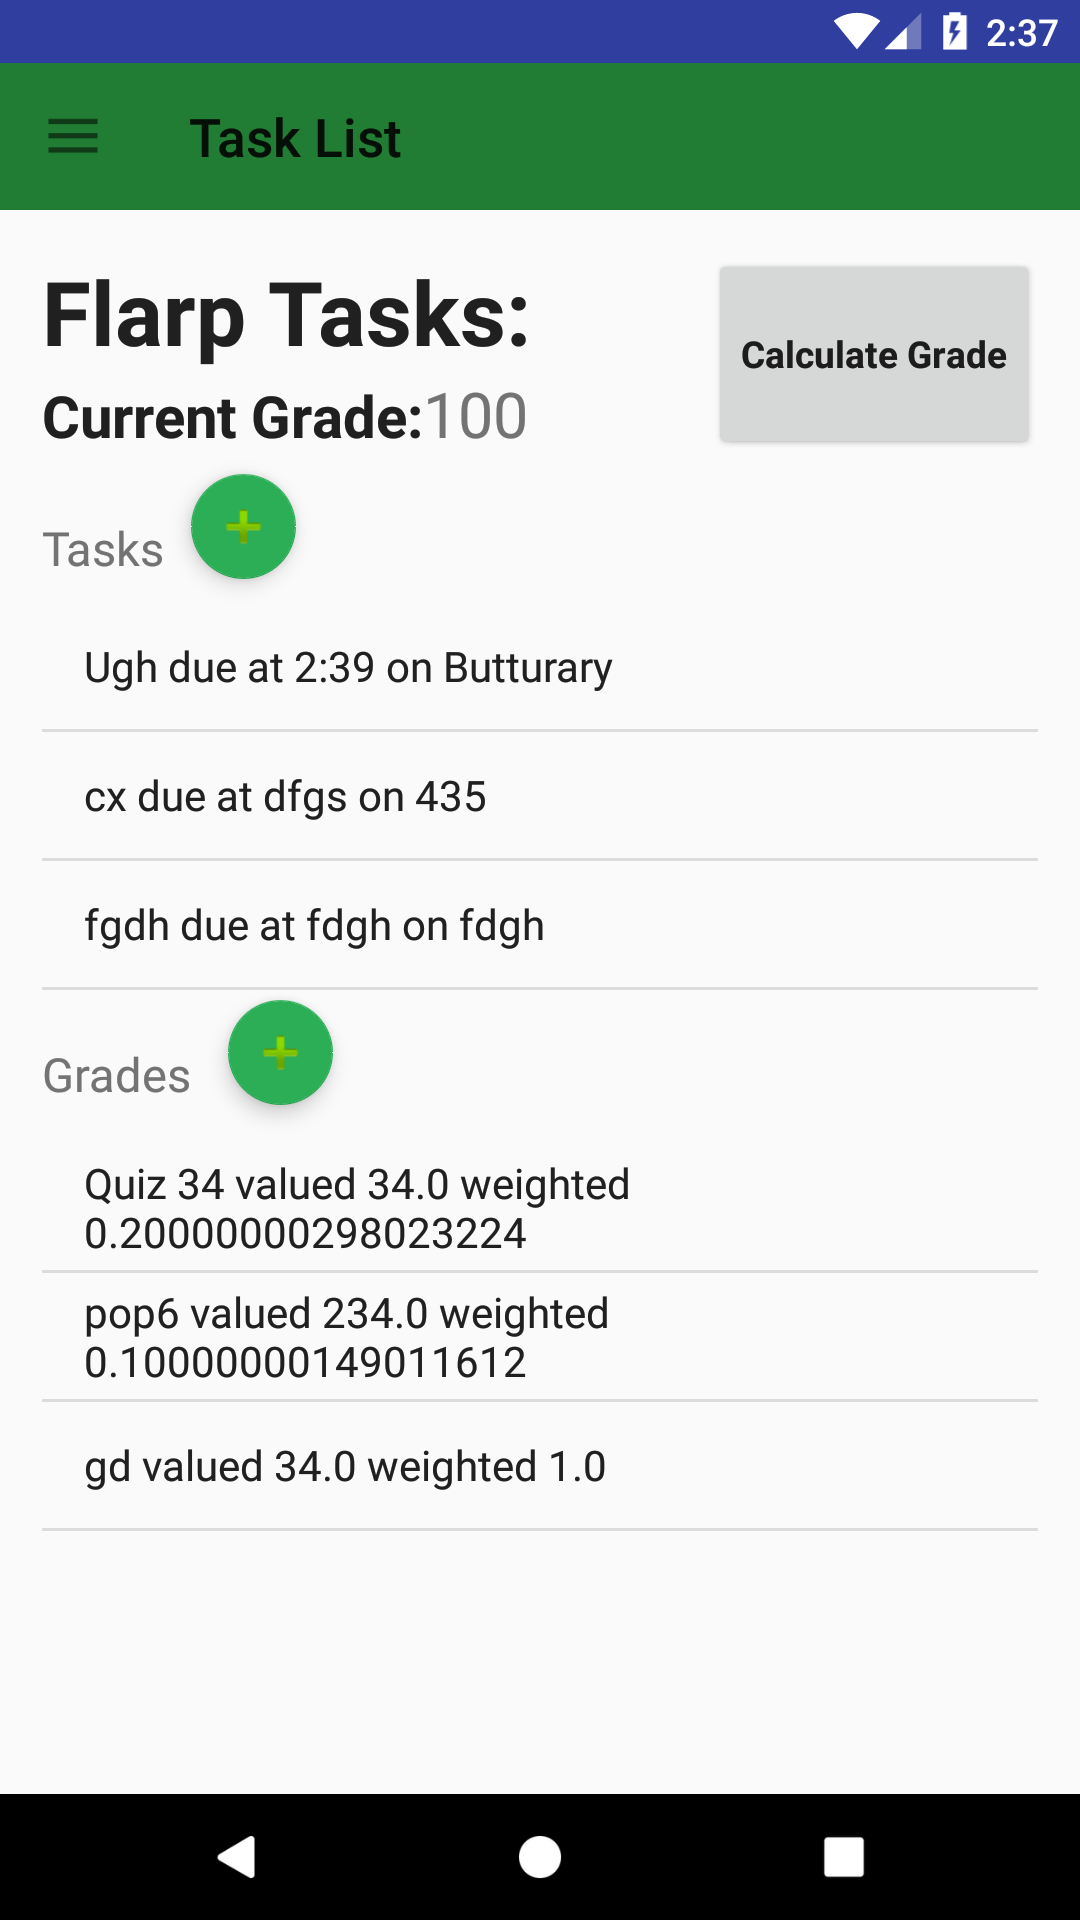 2:37
Task List
Flarp Tasks:
Calculate Grade
Current Grade:100
Tasks
Ugh due at 2:39 on Butturary
cx due at dfgs on 435
fgdh due at fdgh on fdgh
Grades
Quiz 34 valued 34.0 weighted
0.20000000298023224
pop6 valued 234.0 weighted
0.10000000149011612
gd valued 34.0 weighted 1.0